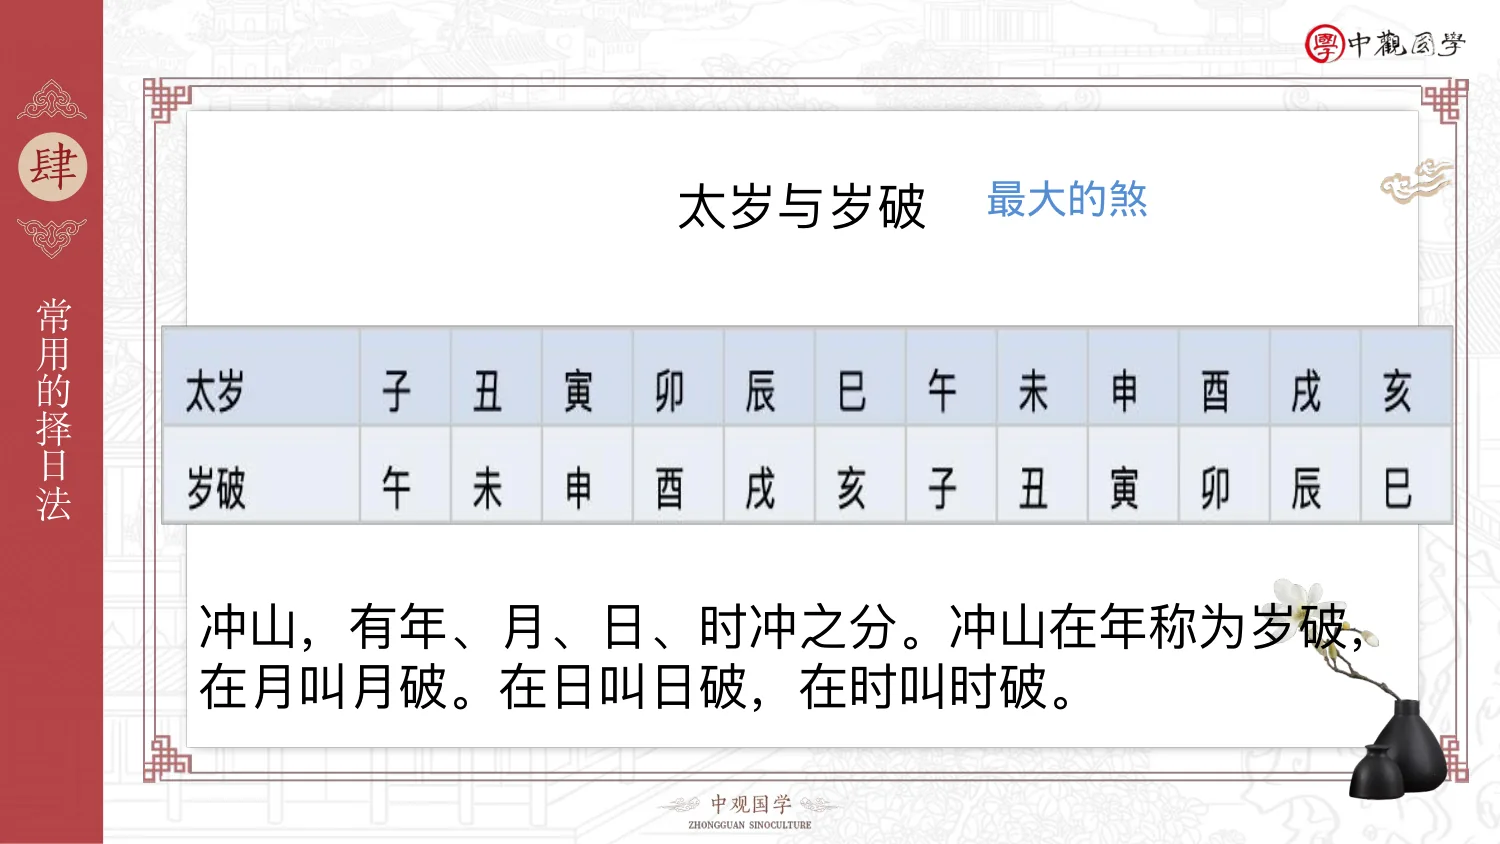 中觀国學
肆
常用的择日法
太岁与岁破
最大的煞
太岁 子 丑 寅 卯 辰 巳 午 未 申 酉 戌 亥
岁破 午 未 申 酉 戌 亥 子 丑 寅 卯 辰 巳
冲山，有年、月、日、时冲之分。冲山在年称为岁破，
在月叫月破。在日叫日破，在时叫时破。
中观国学
ZHONGGUAN SINOCULTURE